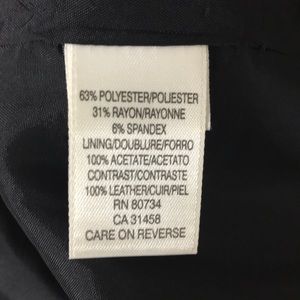 63% POLYESTER/POLIESTER
31% RAYON/RAYONNE
6% SPANDEX
LINING/DOUBLURE/FORRO
100% ACETATE/ACETATO
CONTRAST/CONTRASTE
100% LEATHER/CUIR/PIEL
RN 80734
CA 31458
CARE ON REVERSE